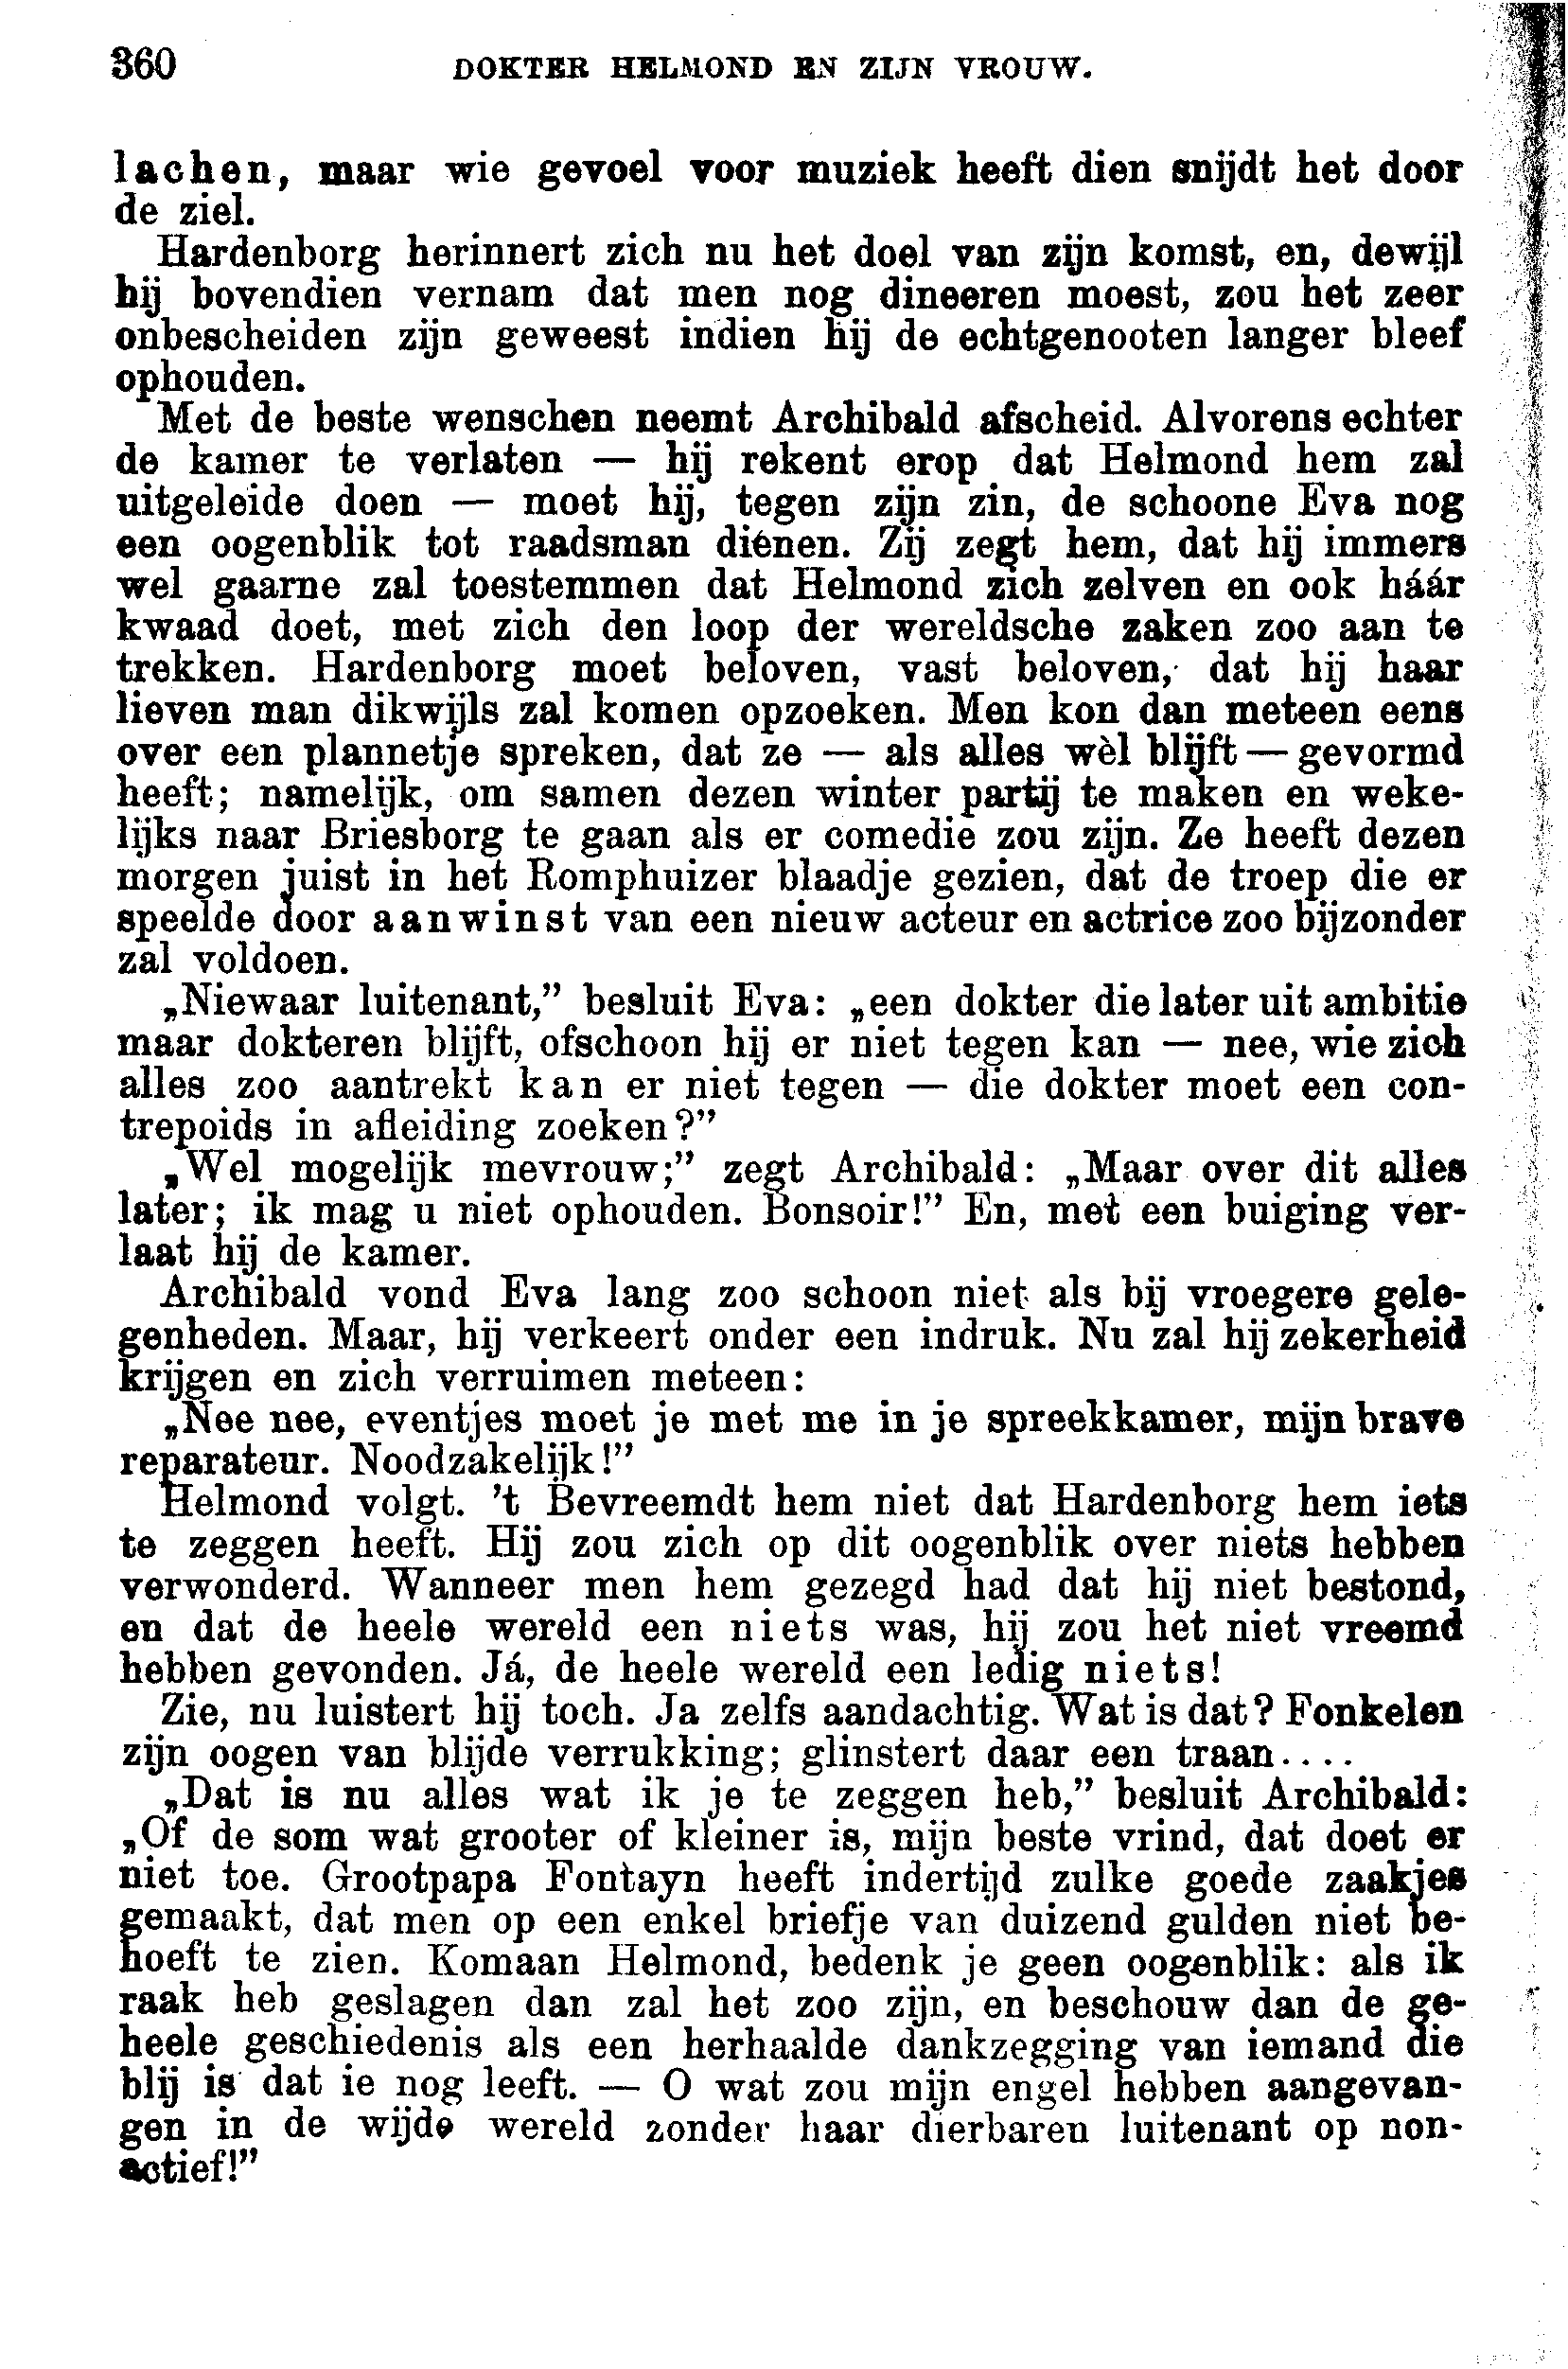 360 DOKTER HELMOND EN ZIJN VROUW.
lachen, maar wie gevoel voor muziek heeft dien snijdt het door
de ziel.
Hardenborg herinnert zich nu het doel van zijn komst, en, dewijl
hij bovendien vernam dat men nog dineeren moest, zou het zeer
onbescheiden zijn geweest indien hij de echtgenooten langer bleef
ophouden.
Met de beste wenschen neemt Archibald afscheid. Alvorens echter
de kamer te verlaten — hij rekent erop dat Helmond hem zal
uitgeleide doen — moet hij, tegen zijn zin, de schoone Eva nog
een oogenblik tot raadsman dienen. Zij zegt hem, dat hij immers
wel gaarne zal toestemmen dat Helmond zich zelven en ook háár
kwaad doet, met zich den loop der wereldsche zaken zoo aan te
trekken. Hardenborg moet beloven, vast beloven, dat hij haar
lieven man dikwijls zal komen opzoeken. Men kon dan meteen eens
over een plannetje spreken, dat ze — als alles wèl blijft — gevormd
heeft; namelijk, om samen dezen winter partij te maken en weke-
lijks naar Briesborg te gaan als er comedie zou zijn. Ze heeft dezen
morgen juist in het Romphuizer blaadje gezien, dat de troep die er
speelde door aanwinst van een nieuw acteur en actrice zoo bijzonder
zal voldoen.
„Niewaar luitenant,” besluit Eva: „een dokter die later uit ambitie
maar dokteren blijft, ofschoon hij er niet tegen kan — nee, wie zich
alles zoo aantrekt kan er niet tegen — die dokter moet een con-
trepoids in afleiding zoeken?”
„Wel mogelijk mevrouw;” zegt Archibald: „Maar over dit alles
later; ik mag u niet ophouden. Bonsoir!” En, met een buiging ver-
laat hij de kamer.
Archibald vond Eva lang zoo schoon niet als bij vroegere gele-
genheden. Maar, hij verkeert onder een indruk. Nu zal hij zekerheid
krijgen en zich verruimen meteen:
„Nee nee, eventjes moet je met me in je spreekkamer, mijn brave
reparateur. Noodzakelijk!”
Helmond volgt. 't Bevreemdt hem niet dat Hardenborg hem iets
te zeggen heeft. Hij zou zich op dit oogenblik over niets hebben
verwonderd. Wanneer men hem gezegd had dat hij niet bestond,
en dat de heele wereld een niets was, hij zou het niet vreemd
hebben gevonden. Já, de heele wereld een ledig niets!
Zie, nu luistert hij toch. Ja zelfs aandachtig. Wat is dat? Fonkelen
zijn oogen van blijde verrukking; glinstert daar een traan....
„Dat is nu alles wat ik je te zeggen heb,” besluit Archibald:
„Of de som wat grooter of kleiner is, mijn beste vrind, dat doet er
niet toe. Grootpapa Fontayn heeft indertijd zulke goede zaakjes
gemaakt, dat men op een enkel briefje van duizend gulden niet be-
hoeft te zien. Komaan Helmond, bedenk je geen oogenblik: als ik
raak heb geslagen dan zal het zoo zijn, en beschouw dan de ge-
heele geschiedenis als een herhaalde dankzegging van iemand die
blij is dat ie nog leeft. — O wat zou mijn engel hebben aangevan-
gen in de wijde wereld zonder haar dierbaren luitenant op non-
actief!”